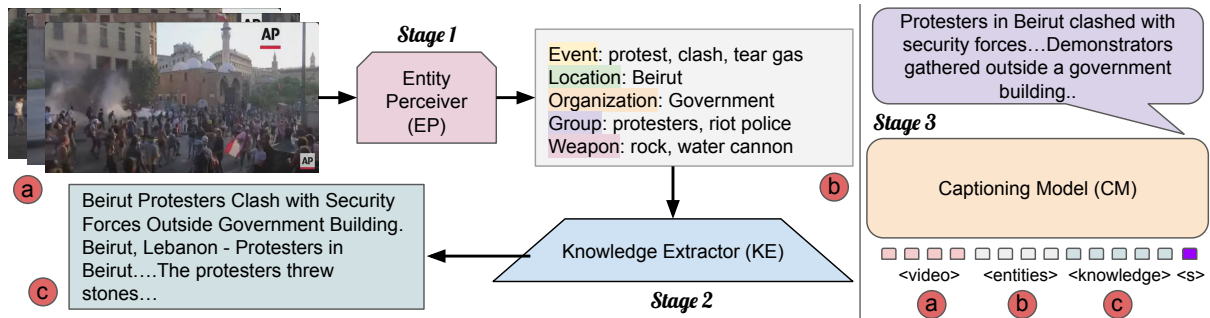 AP
AP
a
Stage 1
Entity
Perceiver
(EP)
Event: protest, clash, tear gas
Location: Beirut
Organization: Government
Group: protesters, riot police
Weapon: rock, water cannon
b
Beirut Protesters Clash with Security
Forces Outside Government Building.
Beirut, Lebanon - Protesters in
Beirut....The protesters threw
stones…
c
Knowledge Extractor (KE)
Stage 2
Protesters in Beirut clashed with
security forces…Demonstrators
gathered outside a government
building..
Stage 3
Captioning Model (CM)
<video> <entities> <knowledge> <s>
a b c